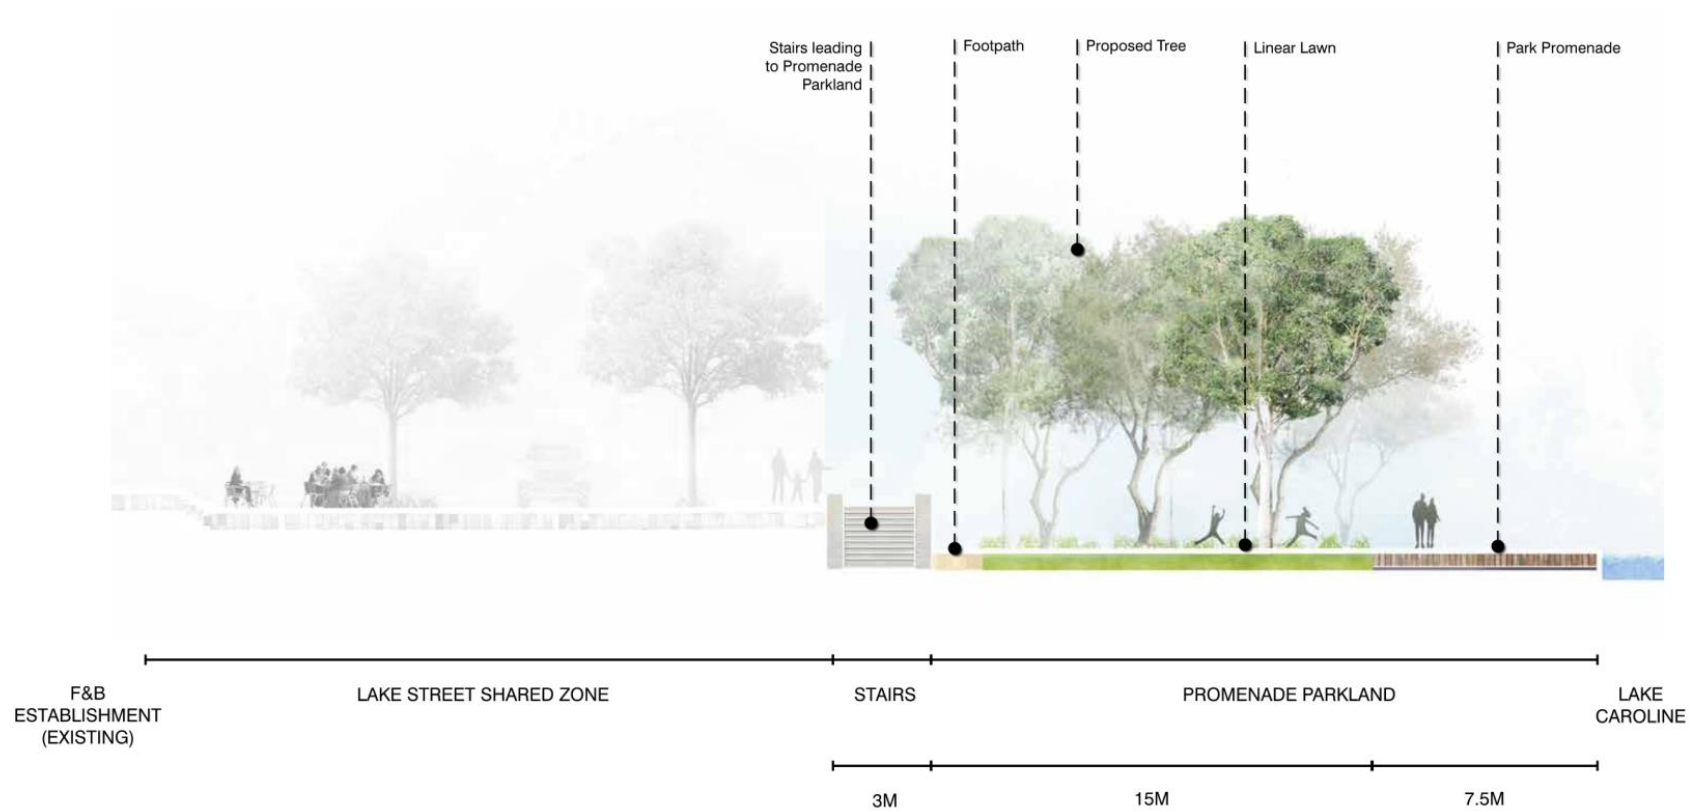 Stairs leading
to Promenade
Parkland
Footpath
Proposed Tree
Linear Lawn
Park Promenade
F&B
ESTABLISHMENT
(EXISTING)
LAKE STREET SHARED ZONE
STAIRS
PROMENADE PARKLAND
LAKE
CAROLINE
3M
15M
7.5M